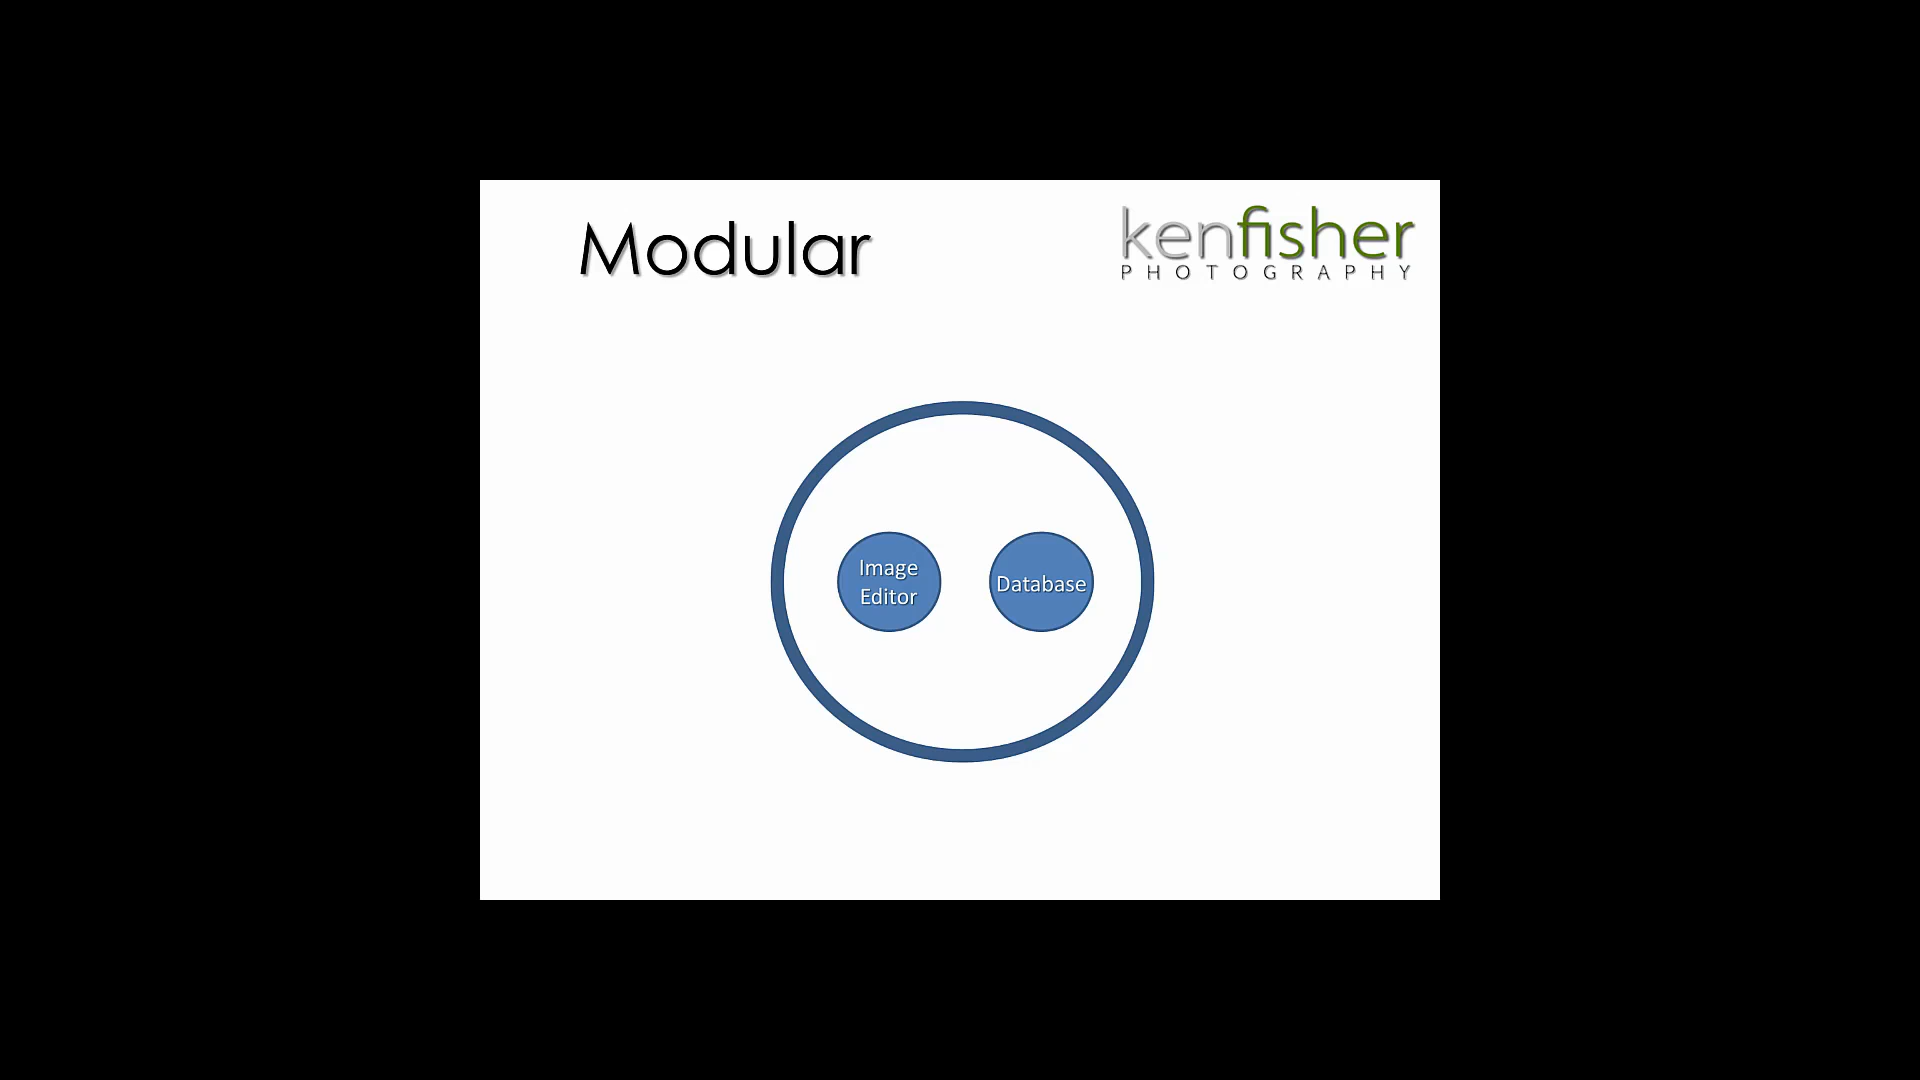 Modular
kenfisher
PHOTOGRAPHY
Image
Editor
Database